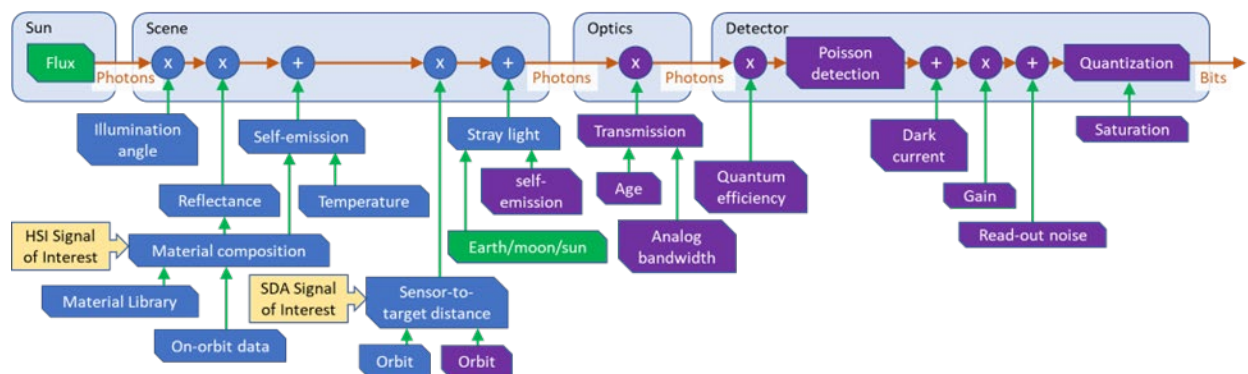 Sun
Scene
Optics
Detector
Flux
Photons
x
x
+
x
+
Photons
x
Photons
x
Poisson
detection
+
x
+
Quantization
Bits
Illumination
angle
Self-emission
Stray light
Transmission
Dark
current
Saturation
Reflectance
Temperature
self-
emission
Age
Quantum
efficiency
Gain
HSI Signal
of Interest
Material composition
Earth/moon/sun
Analog
bandwidth
Read-out noise
Material Library
SDA Signal
of Interest
Sensor-to-
target distance
On-orbit data
Orbit
Orbit